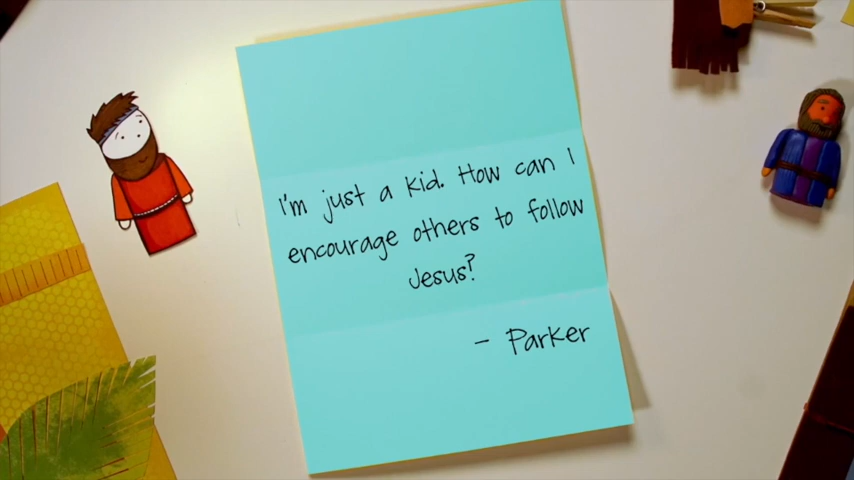 I'm just a kid. How can I
encourage others to follow
Jesus?
- Parker